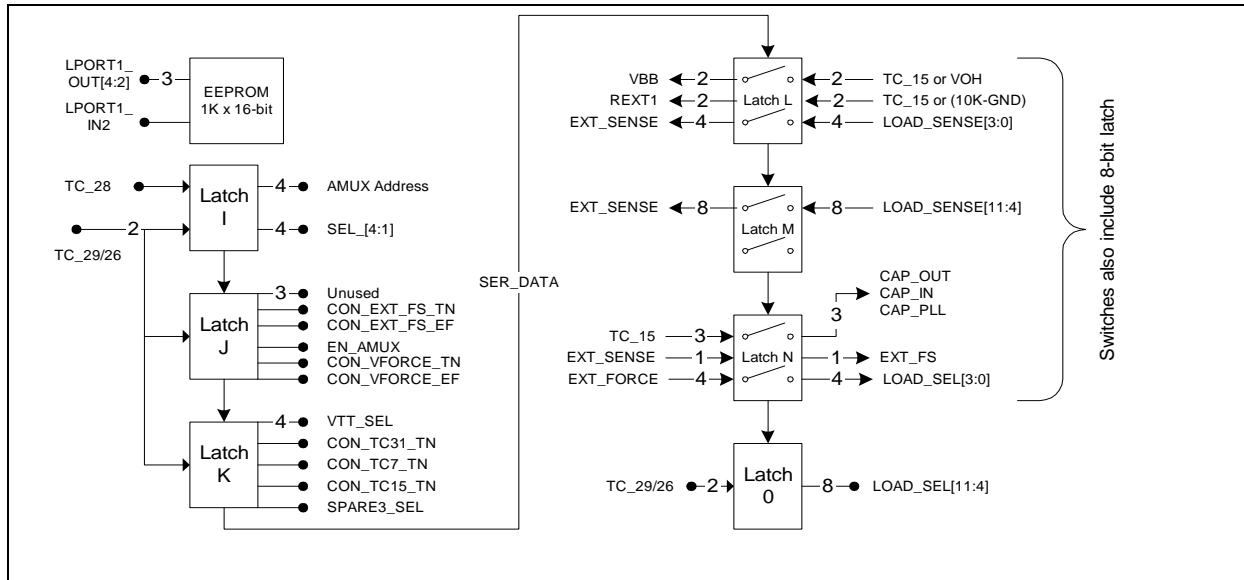 LPORT1_
OUT[4:2]
3
EEPROM
1K x 16-bit
LPORT1_
IN2
TC_28
Latch
I
4
AMUX Address
4
SEL_[4:1]
2
TC_29/26
Latch
J
3
Unused
CON_EXT_FS_TN
CON_EXT_FS_EF
EN_AMUX
CON_VFORCE_TN
CON_VFORCE_EF
Latch
K
4
VTT_SEL
CON_TC31_TN
CON_TC7_TN
CON_TC15_TN
SPARE3_SEL
SER_DATA
VBB
2
2
TC_15 or VOH
REXT1
2
Latch L
2
TC_15 or (10K-GND)
EXT_SENSE
4
4
LOAD_SENSE[3:0]
EXT_SENSE
8
8
LOAD_SENSE[11:4]
Latch M
CAP_OUT
CAP_IN
CAP_PLL
3
TC_15
3
EXT_SENSE
1
Latch N
1
EXT_FS
EXT_FORCE
4
4
LOAD_SEL[3:0]
TC_29/26
2
Latch
0
8
LOAD_SEL[11:4]
Switches also include 8-bit latch